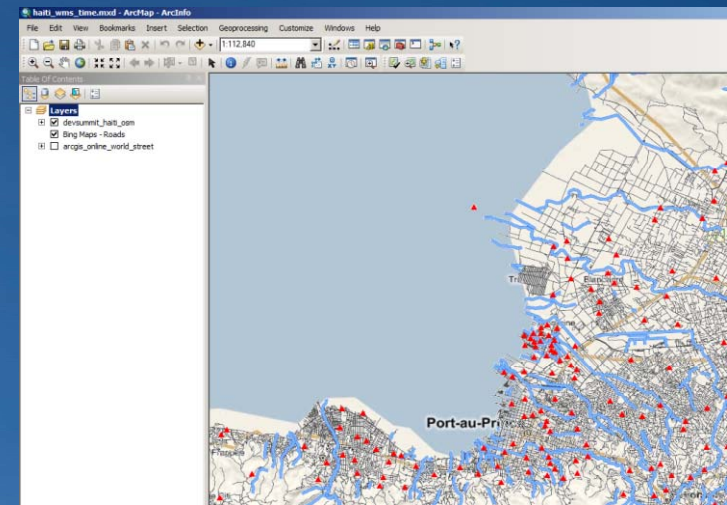 haiti_wms_time.mxd - ArcMap - ArcInfo
File Edit View Bookmarks Insert Selection Geoprocessing Customize Windows Help
1:112,840
Table Of Contents
Layers
devsummit_haiti_osm
Bing Maps - Roads
arcgis_online_world_street
Port-au-Pr